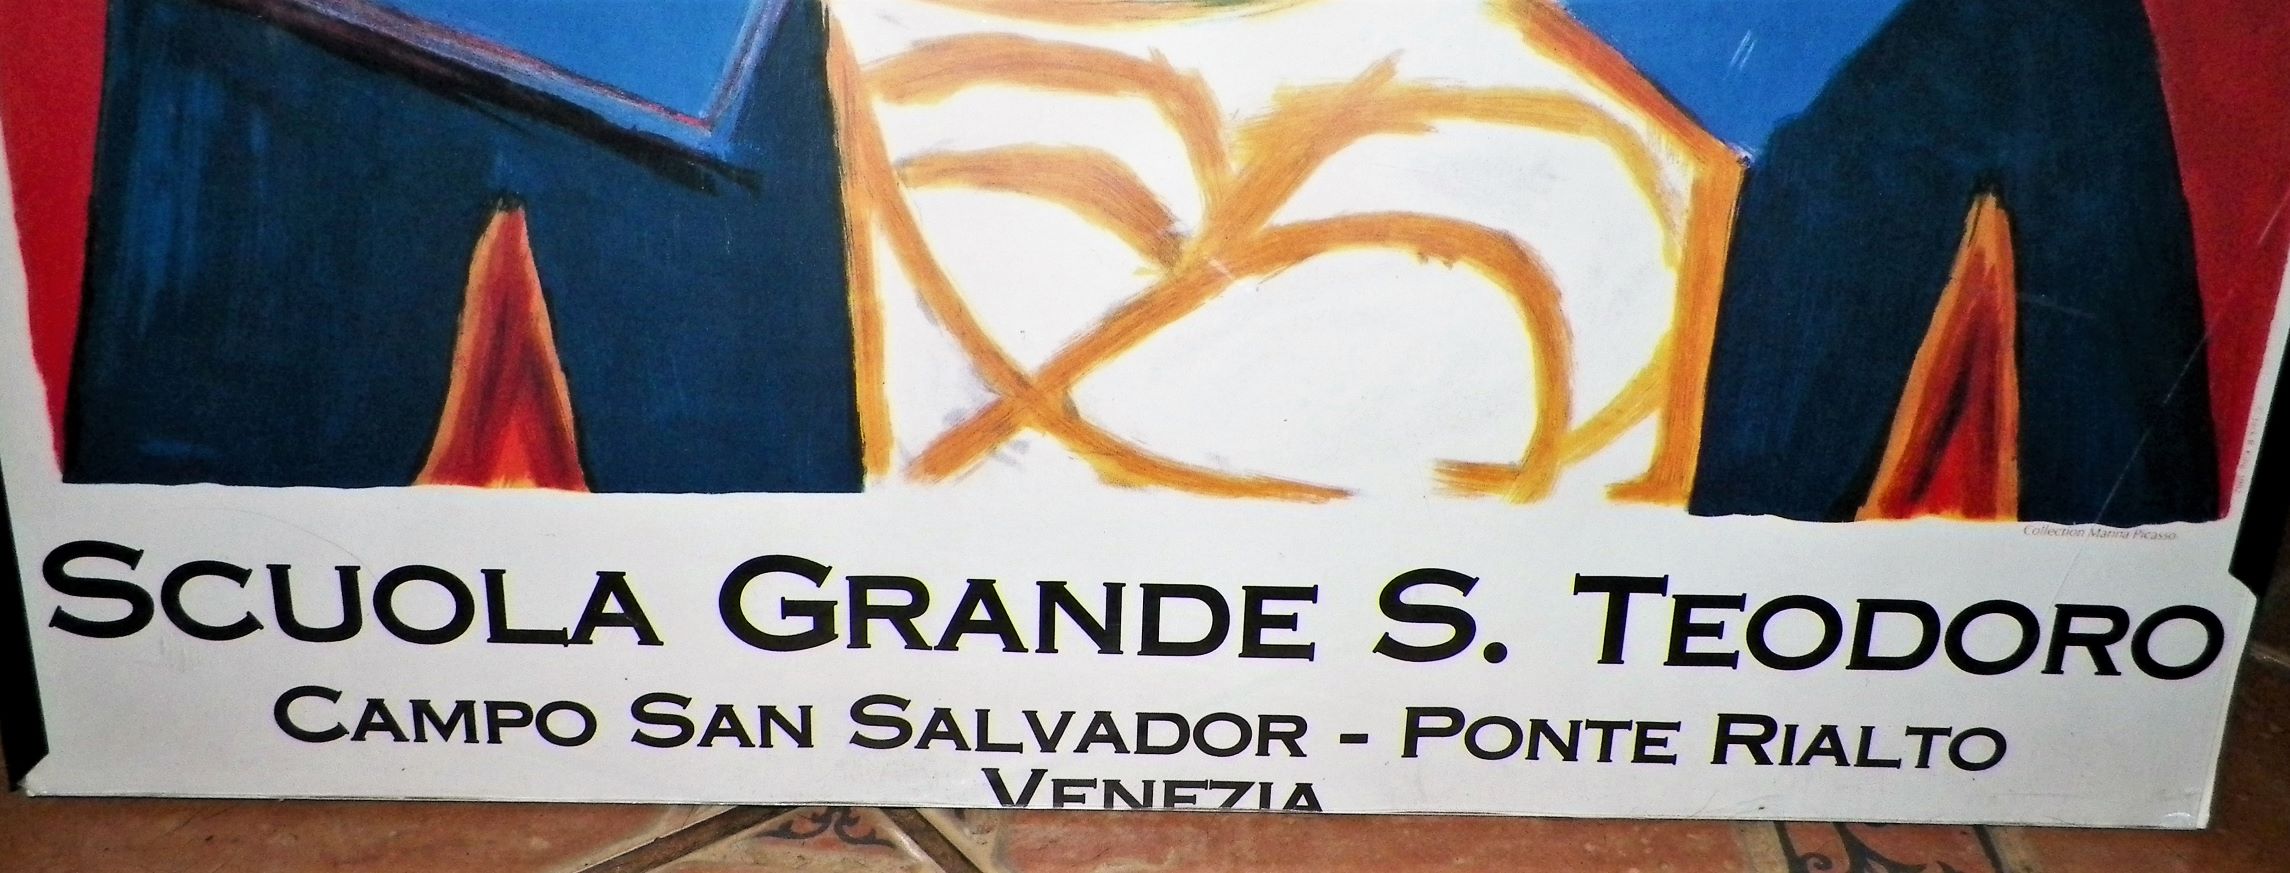 Collection Marina Picasso
SCUOLA GRANDE S. TEODORO
CAMPO SAN SALVADOR - PONTE RIALTO
VENEZIA